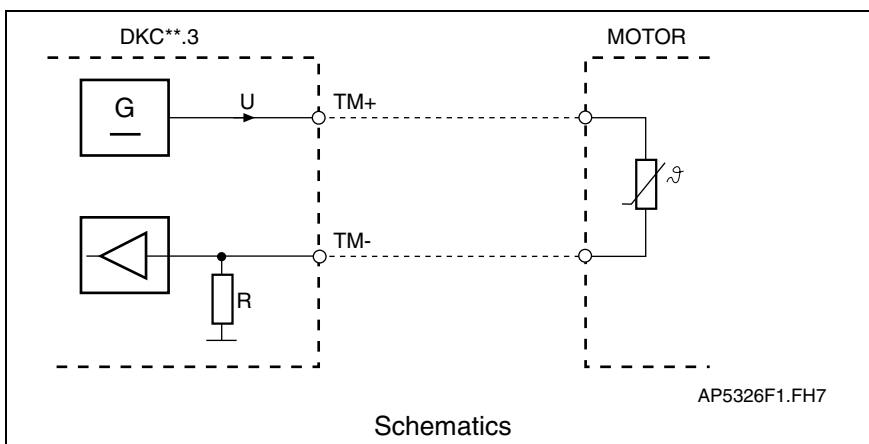 DKC**.3
MOTOR
G
U
TM+
ϑ
TM-
R
AP5326F1.FH7
Schematics